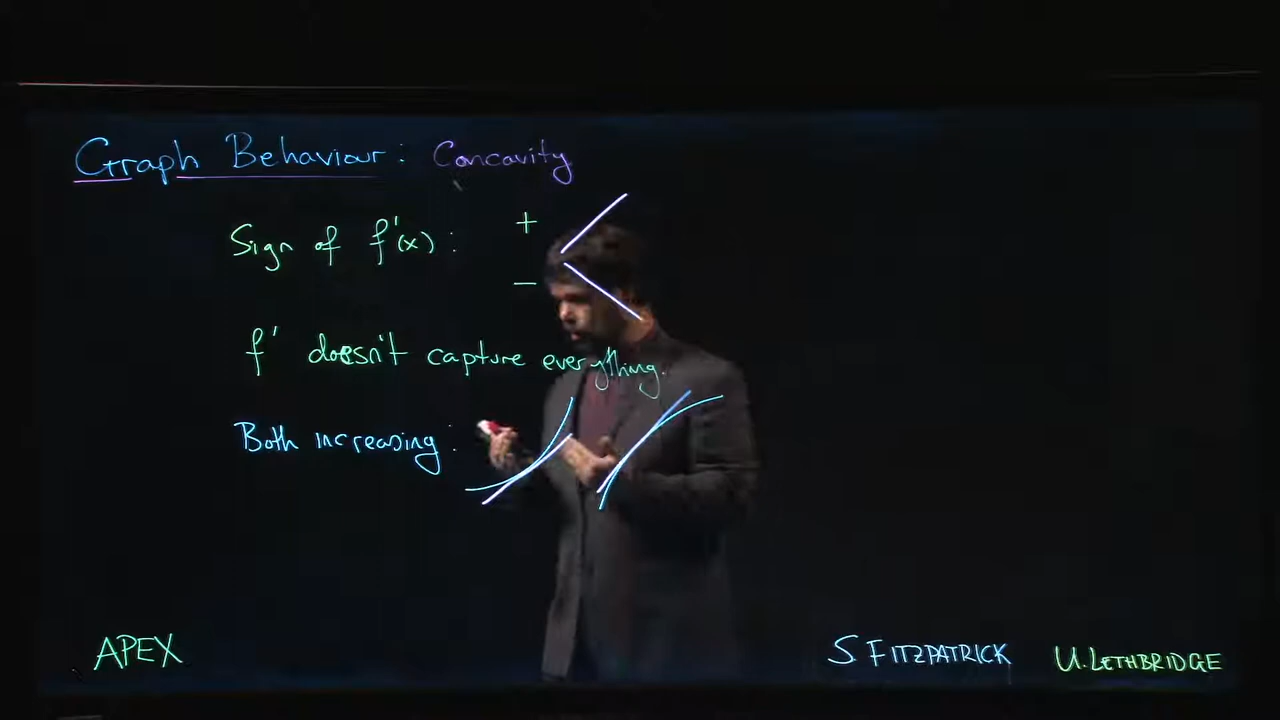 Graph Behaviour: Concavity
Sign of f'(x): +
−
f' doesn't capture everything.
Both increasing:
APEX
S FITZPATRICK
U. LETHBRIDGE